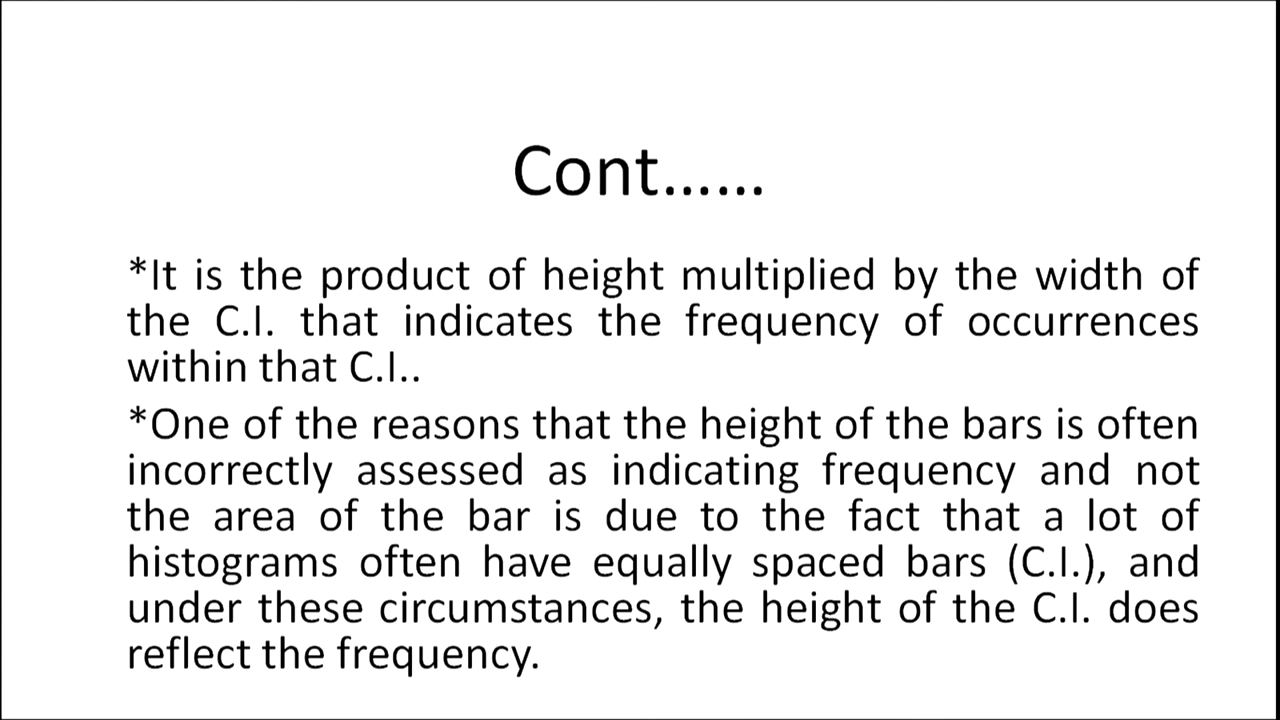 Cont......
*It is the product of height multiplied by the width of
the C.I. that indicates the frequency of occurrences
within that C.I..
*One of the reasons that the height of the bars is often
incorrectly assessed as indicating frequency and not
the area of the bar is due to the fact that a lot of
histograms often have equally spaced bars (C.I.), and
under these circumstances, the height of the C.I. does
reflect the frequency.